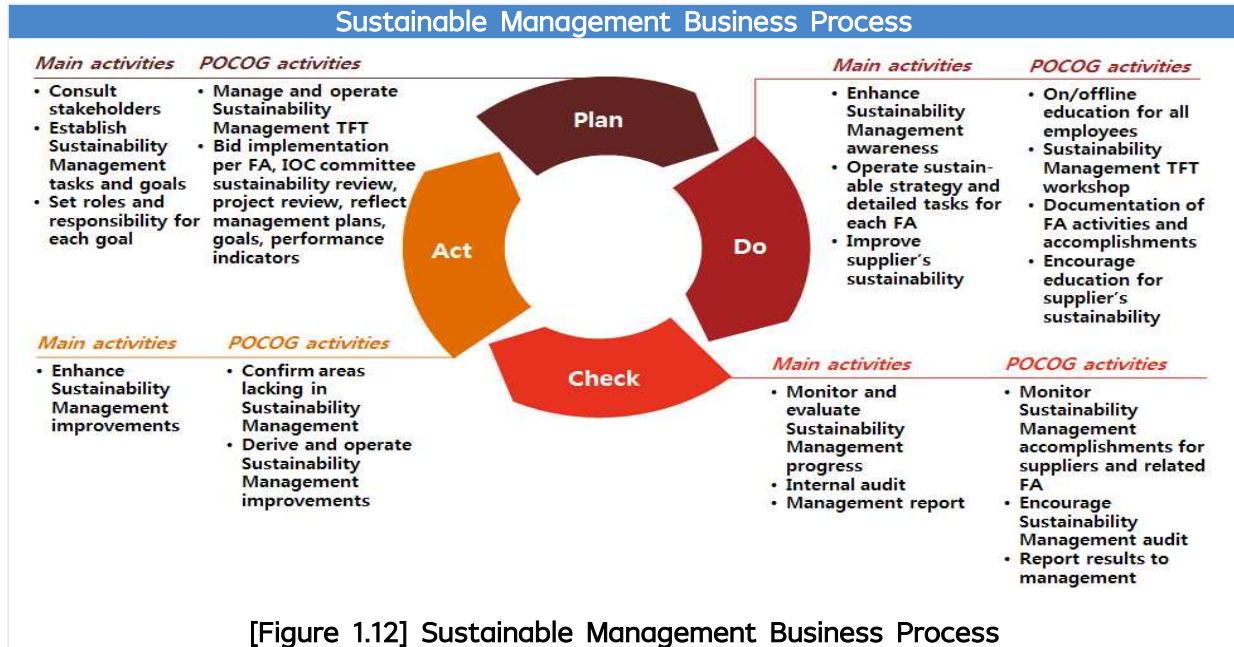 Sustainable Management Business Process
Main activities
• Consult
stakeholders
• Establish
Sustainability
Management
tasks and goals
• Set roles and
responsibility for
each goal
POCOG activities
• Manage and operate
Sustainability
Management TFT
• Bid implementation
per FA, IOC committee
sustainability review,
project review, reflect
management plans,
goals, performance
indicators
Plan
Main activities
• Enhance
Sustainability
Management
awareness
• Operate sustain-
able strategy and
detailed tasks for
each FA
• Improve
supplier's
sustainability
POCOG activities
• On/offline
education for all
employees
• Sustainability
Management TFT
workshop
• Documentation of
FA activities and
accomplishments
• Encourage
education for
supplier's
sustainability
Do
Act
Main activities
• Enhance
Sustainability
Management
improvements
POCOG activities
• Confirm areas
lacking in
Sustainability
Management
• Derive and operate
Sustainability
Management
improvements
Check
Main activities
• Monitor and
evaluate
Sustainability
Management
progress
• Internal audit
• Management report
POCOG activities
• Monitor
Sustainability
Management
accomplishments for
suppliers and related
FA
• Encourage
Sustainability
Management audit
• Report results to
management
[Figure 1.12] Sustainable Management Business Process